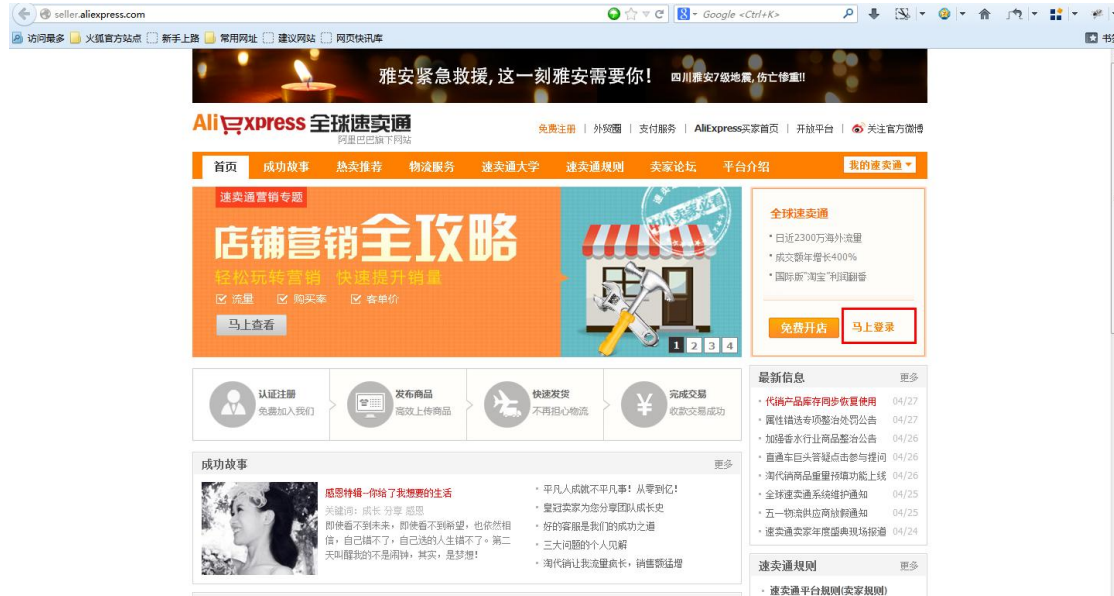 seller.aliexpress.com
Google <Ctrl+K>
访问最多 火狐官方站点 新手上路 常用网址 建议网站 网页快讯库
雅安紧急救援,这一刻雅安需要你! 四川雅安7级地震,伤亡惨重!!
AliExpress 全球速卖通
阿里巴巴旗下网站
免费注册 | 外贸圈 | 支付服务 | AliExpress买家首页 | 开放平台 | 关注官方微博
首页 成功故事 热卖推荐 物流服务 速卖通大学 速卖通规则 卖家论坛 平台介绍 我的速卖通
速卖通营销专题
店铺营销全攻略
轻松玩转营销 快速提升销量
流量 购买率 客单价
马上查看
中小卖家必看
1 2 3 4
全球速卖通
日近2300万海外流量
成交额年增长400%
国际版"淘宝"利润翻番
免费开店 马上登录
认证注册
免费加入我们
发布商品
高效上传商品
快速发货
不再担心物流
完成交易
收款交易成功
成功故事 更多
感恩特辑--你给了我想要的生活
关键词: 成长 分享 感恩
即使看不到未来，即使看不到希望，也依然相
信，自己错不了，自己选的人生错不了。第二
天叫醒我的不是闹钟，其实，是梦想!
平凡人成就不平凡事! 从零到亿!
皇冠卖家为您分享团队成长史
好的客服是我们的成功之道
三大问题的个人见解
淘代销让我流量疯长，销售额猛增
最新信息 更多
代销产品库存同步恢复使用 04/27
属性错选专项整治处罚公告 04/27
加强香水行业商品整治公告 04/26
直通车巨头答疑点击参与提问 04/26
淘代销商品重量预填功能上线 04/26
全球速卖通系统维护通知 04/25
五一物流供应商放假通知 04/25
速卖通卖家年度盛典现场报道 04/24
速卖通规则 更多
速卖通平台规则(卖家规则)